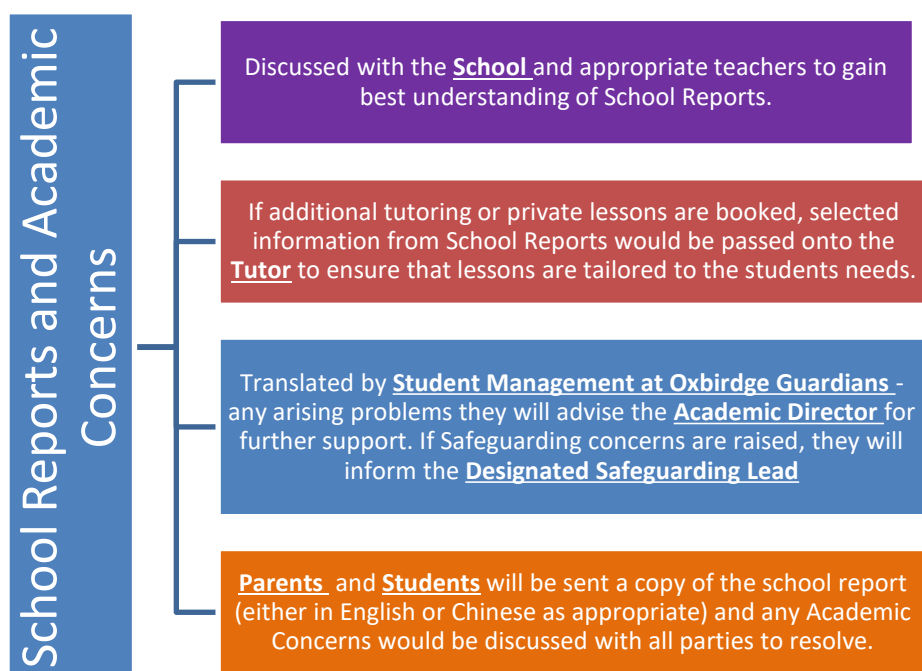 School Reports and Academic
Concerns
Discussed with the School and appropriate teachers to gain
best understanding of School Reports.
If additional tutoring or private lessons are booked, selected
information from School Reports would be passed onto the
Tutor to ensure that lessons are tailored to the students needs.
Translated by Student Management at Oxbirdge Guardians -
any arising problems they will advise the Academic Director for
further support. If Safeguarding concerns are raised, they will
inform the Designated Safeguarding Lead
Parents and Students will be sent a copy of the school report
(either in English or Chinese as appropriate) and any Academic
Concerns would be discussed with all parties to resolve.